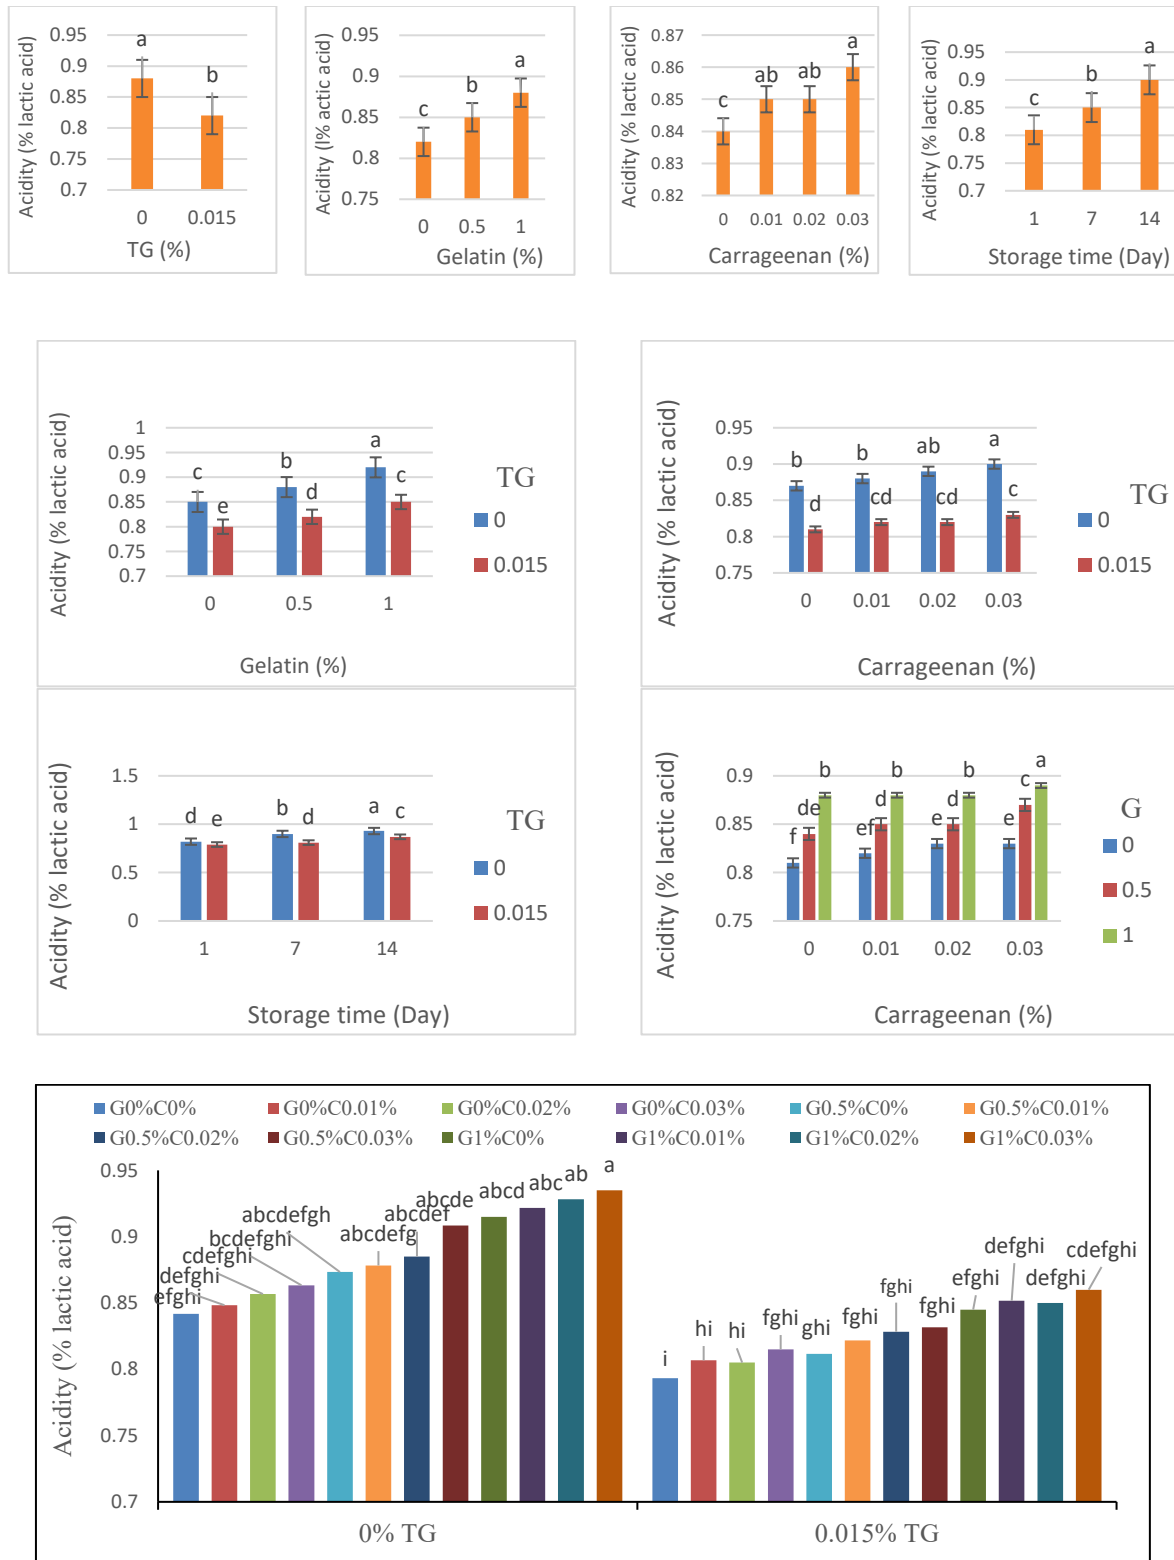 Acidity (% lactic acid)
0.95
0.9
0.85
0.8
0.75
0.7
a
b
0
0.015
TG (%)
Acidity (l% actic acid)
0.95
0.9
0.85
0.8
0.75
c
b
a
0
0.5
1
Gelatin (%)
Acidity (% lactic acid)
0.87
0.86
0.85
0.84
0.83
0.82
c
ab
ab
a
0
0.01
0.02
0.03
Carrageenan (%)
Acidity (% lactic acid)
0.95
0.9
0.85
0.8
0.75
0.7
c
b
a
1
7
14
Storage time (Day)
Acidity (% lactic acid)
1
0.95
0.9
0.85
0.8
0.75
0.7
c
e
b
d
a
c
0
0.5
1
Gelatin (%)
TG
0
0.015
Acidity (% lactic acid)
0.95
0.9
0.85
0.8
0.75
b
d
b
cd
ab
cd
a
c
0
0.01
0.02
0.03
Carrageenan (%)
TG
0
0.015
Acidity (% lactic acid)
1.5
1
0.5
0
d
e
b
d
a
c
1
7
14
Storage time (Day)
TG
0
0.015
Acidity (% lactic acid)
0.9
0.85
0.8
0.75
f
de
b
ef
d
b
e
d
b
e
c
a
0
0.01
0.02
0.03
Carrageenan (%)
G
0
0.5
1
G0%C0% G0%C0.01% G0%C0.02% G0%C0.03% G0.5%C0% G0.5%C0.01%
G0.5%C0.02% G0.5%C0.03% G1%C0% G1%C0.01% G1%C0.02% G1%C0.03%
Acidity (% lactic acid)
0.95
0.9
0.85
0.8
0.75
0.7
efghi
defghi
cdefghi
bcdefghi
abcdefgh
abcdefg
abcdef
abcde
abcd
abc
ab
a
i
hi
hi
fghi
ghi
fghi
fghi
fghi
efghi
defghi
defghi
cdefghi
0% TG
0.015% TG